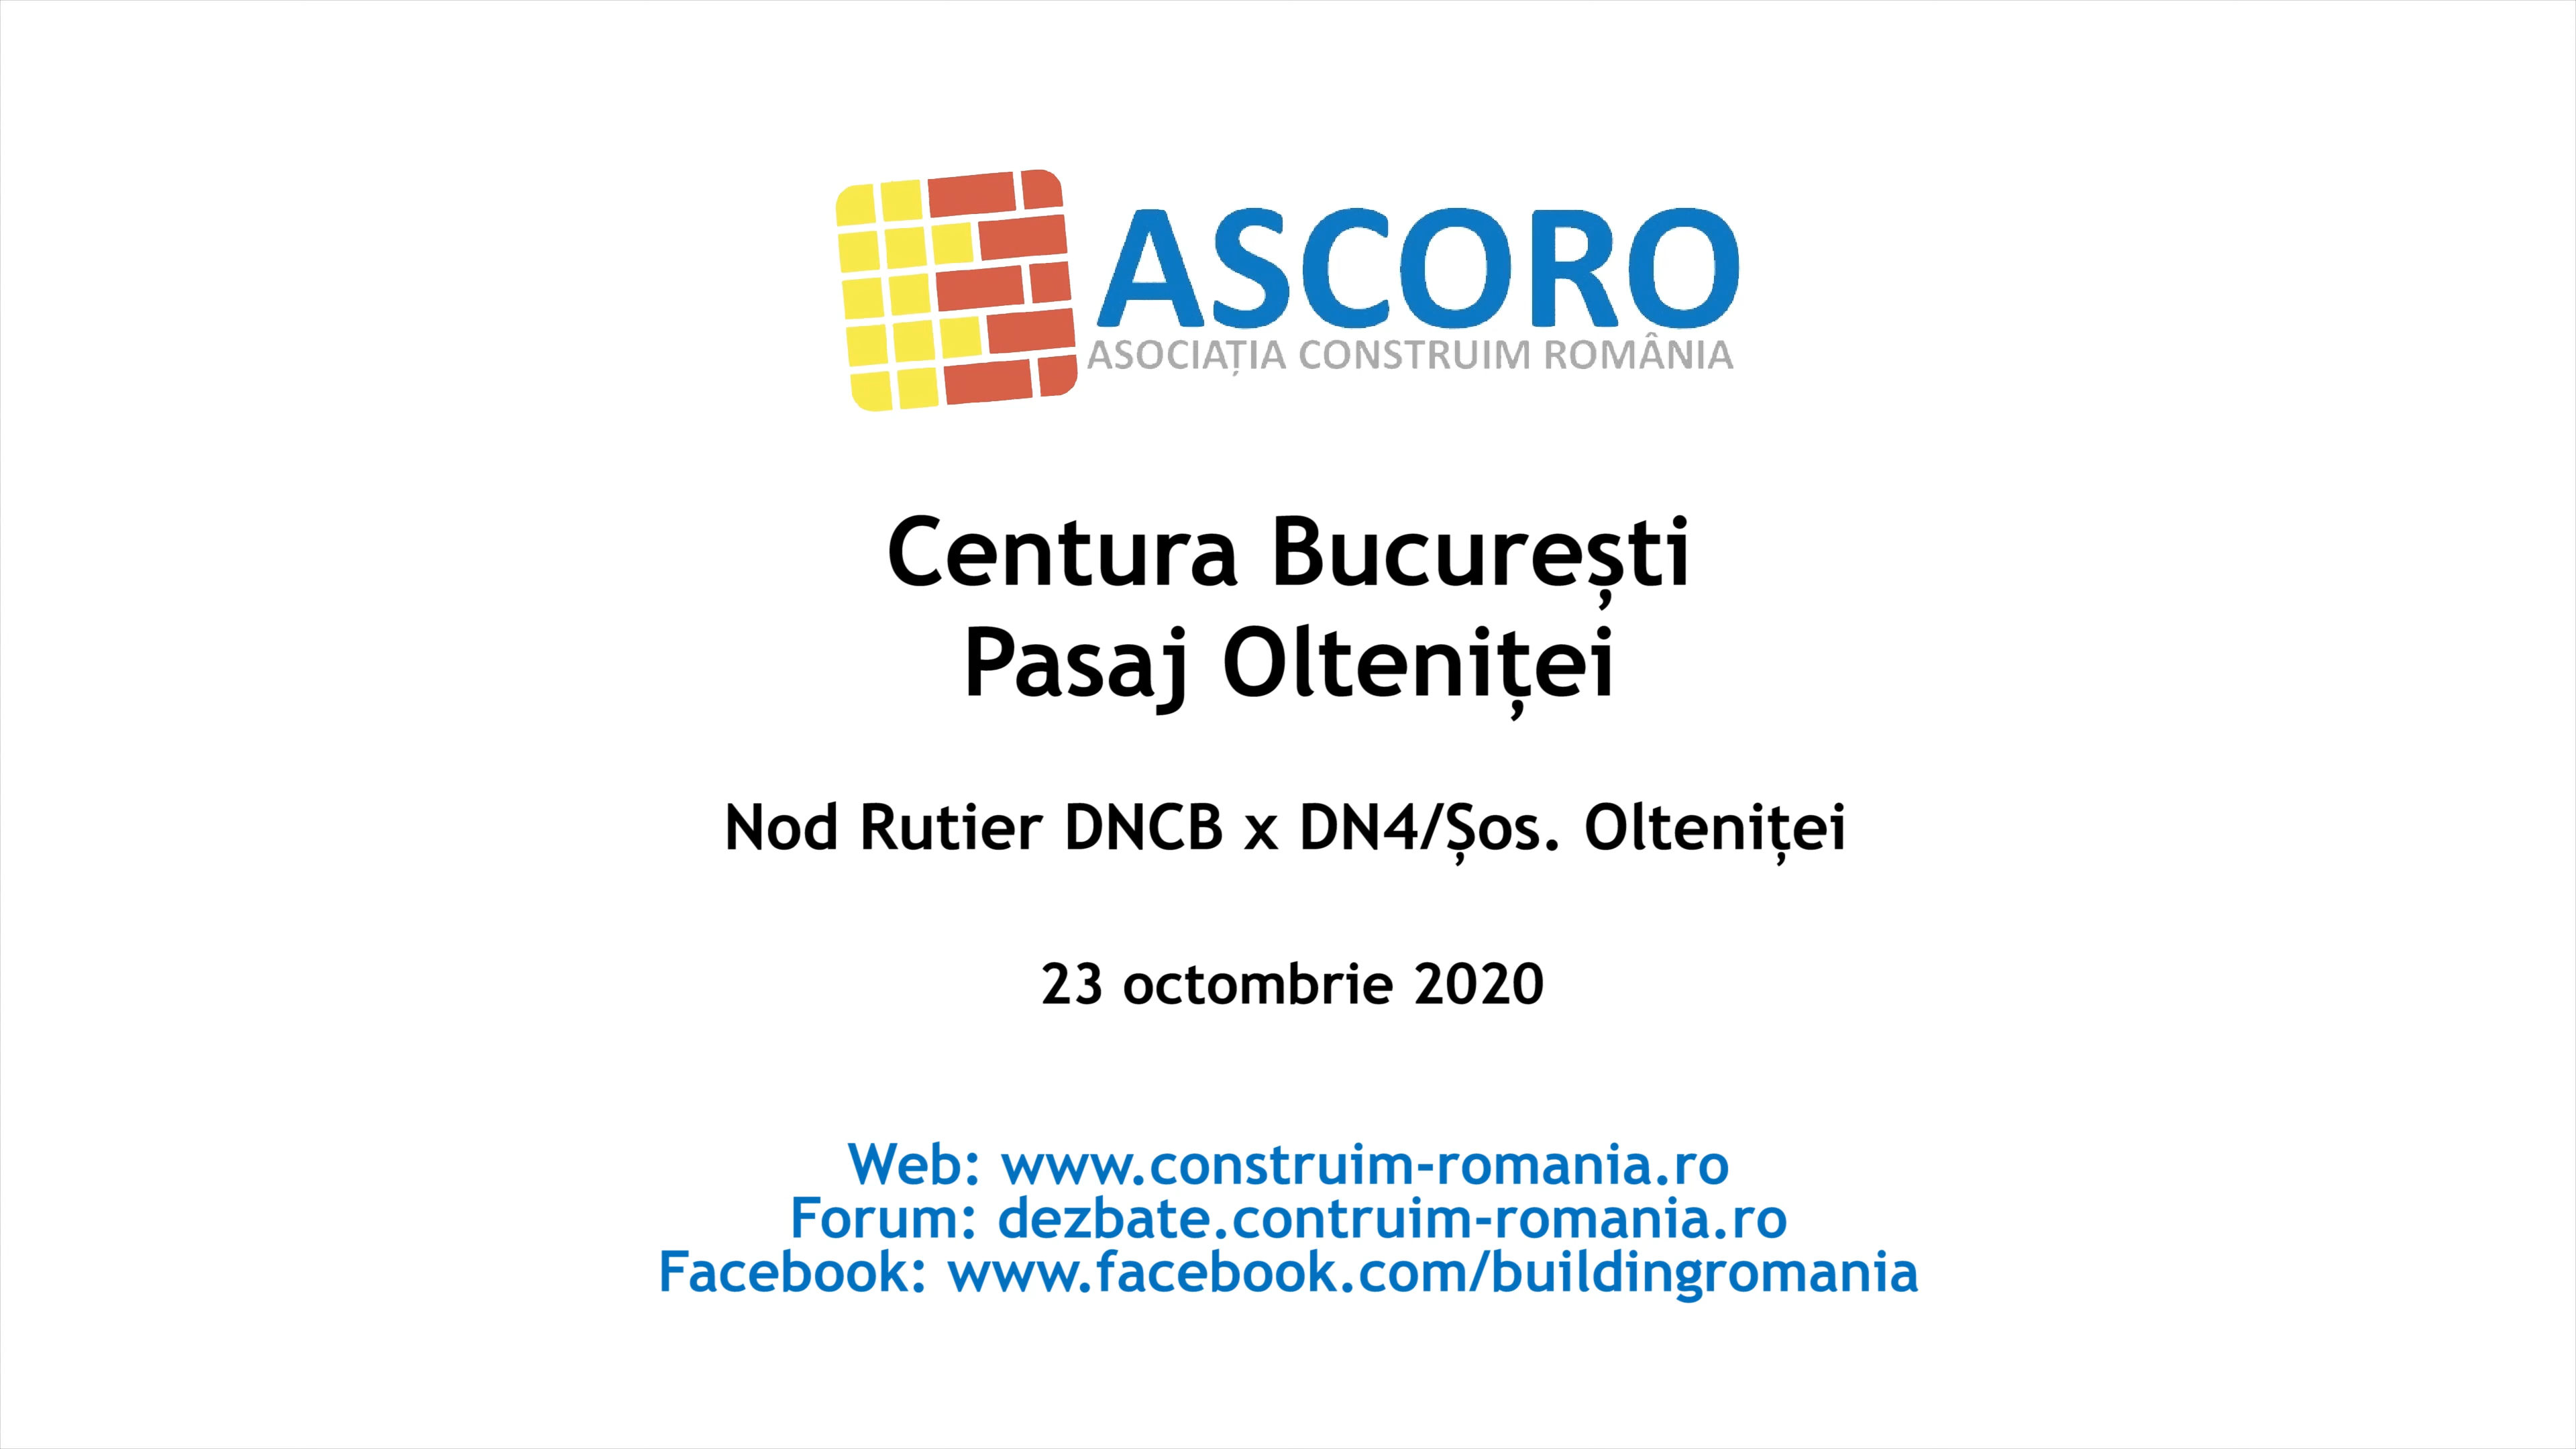 ASCORO
ASOCIAȚIA CONSTRUIM ROMÂNIA
Centura București
Pasaj Olteniței
Nod Rutier DNCB x DN4/Șos. Olteniței
23 octombrie 2020
Web: www.construim-romania.ro
Forum: dezbate.contruim-romania.ro
Facebook: www.facebook.com/buildingromania